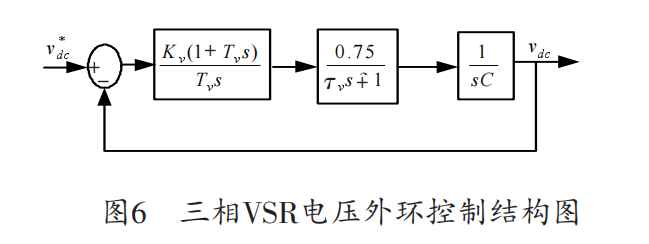 v*dc
+
−
Kv(1+Tvs)
Tvs
0.75
τvs+1
1
sC
vdc
图6 三相VSR电压外环控制结构图